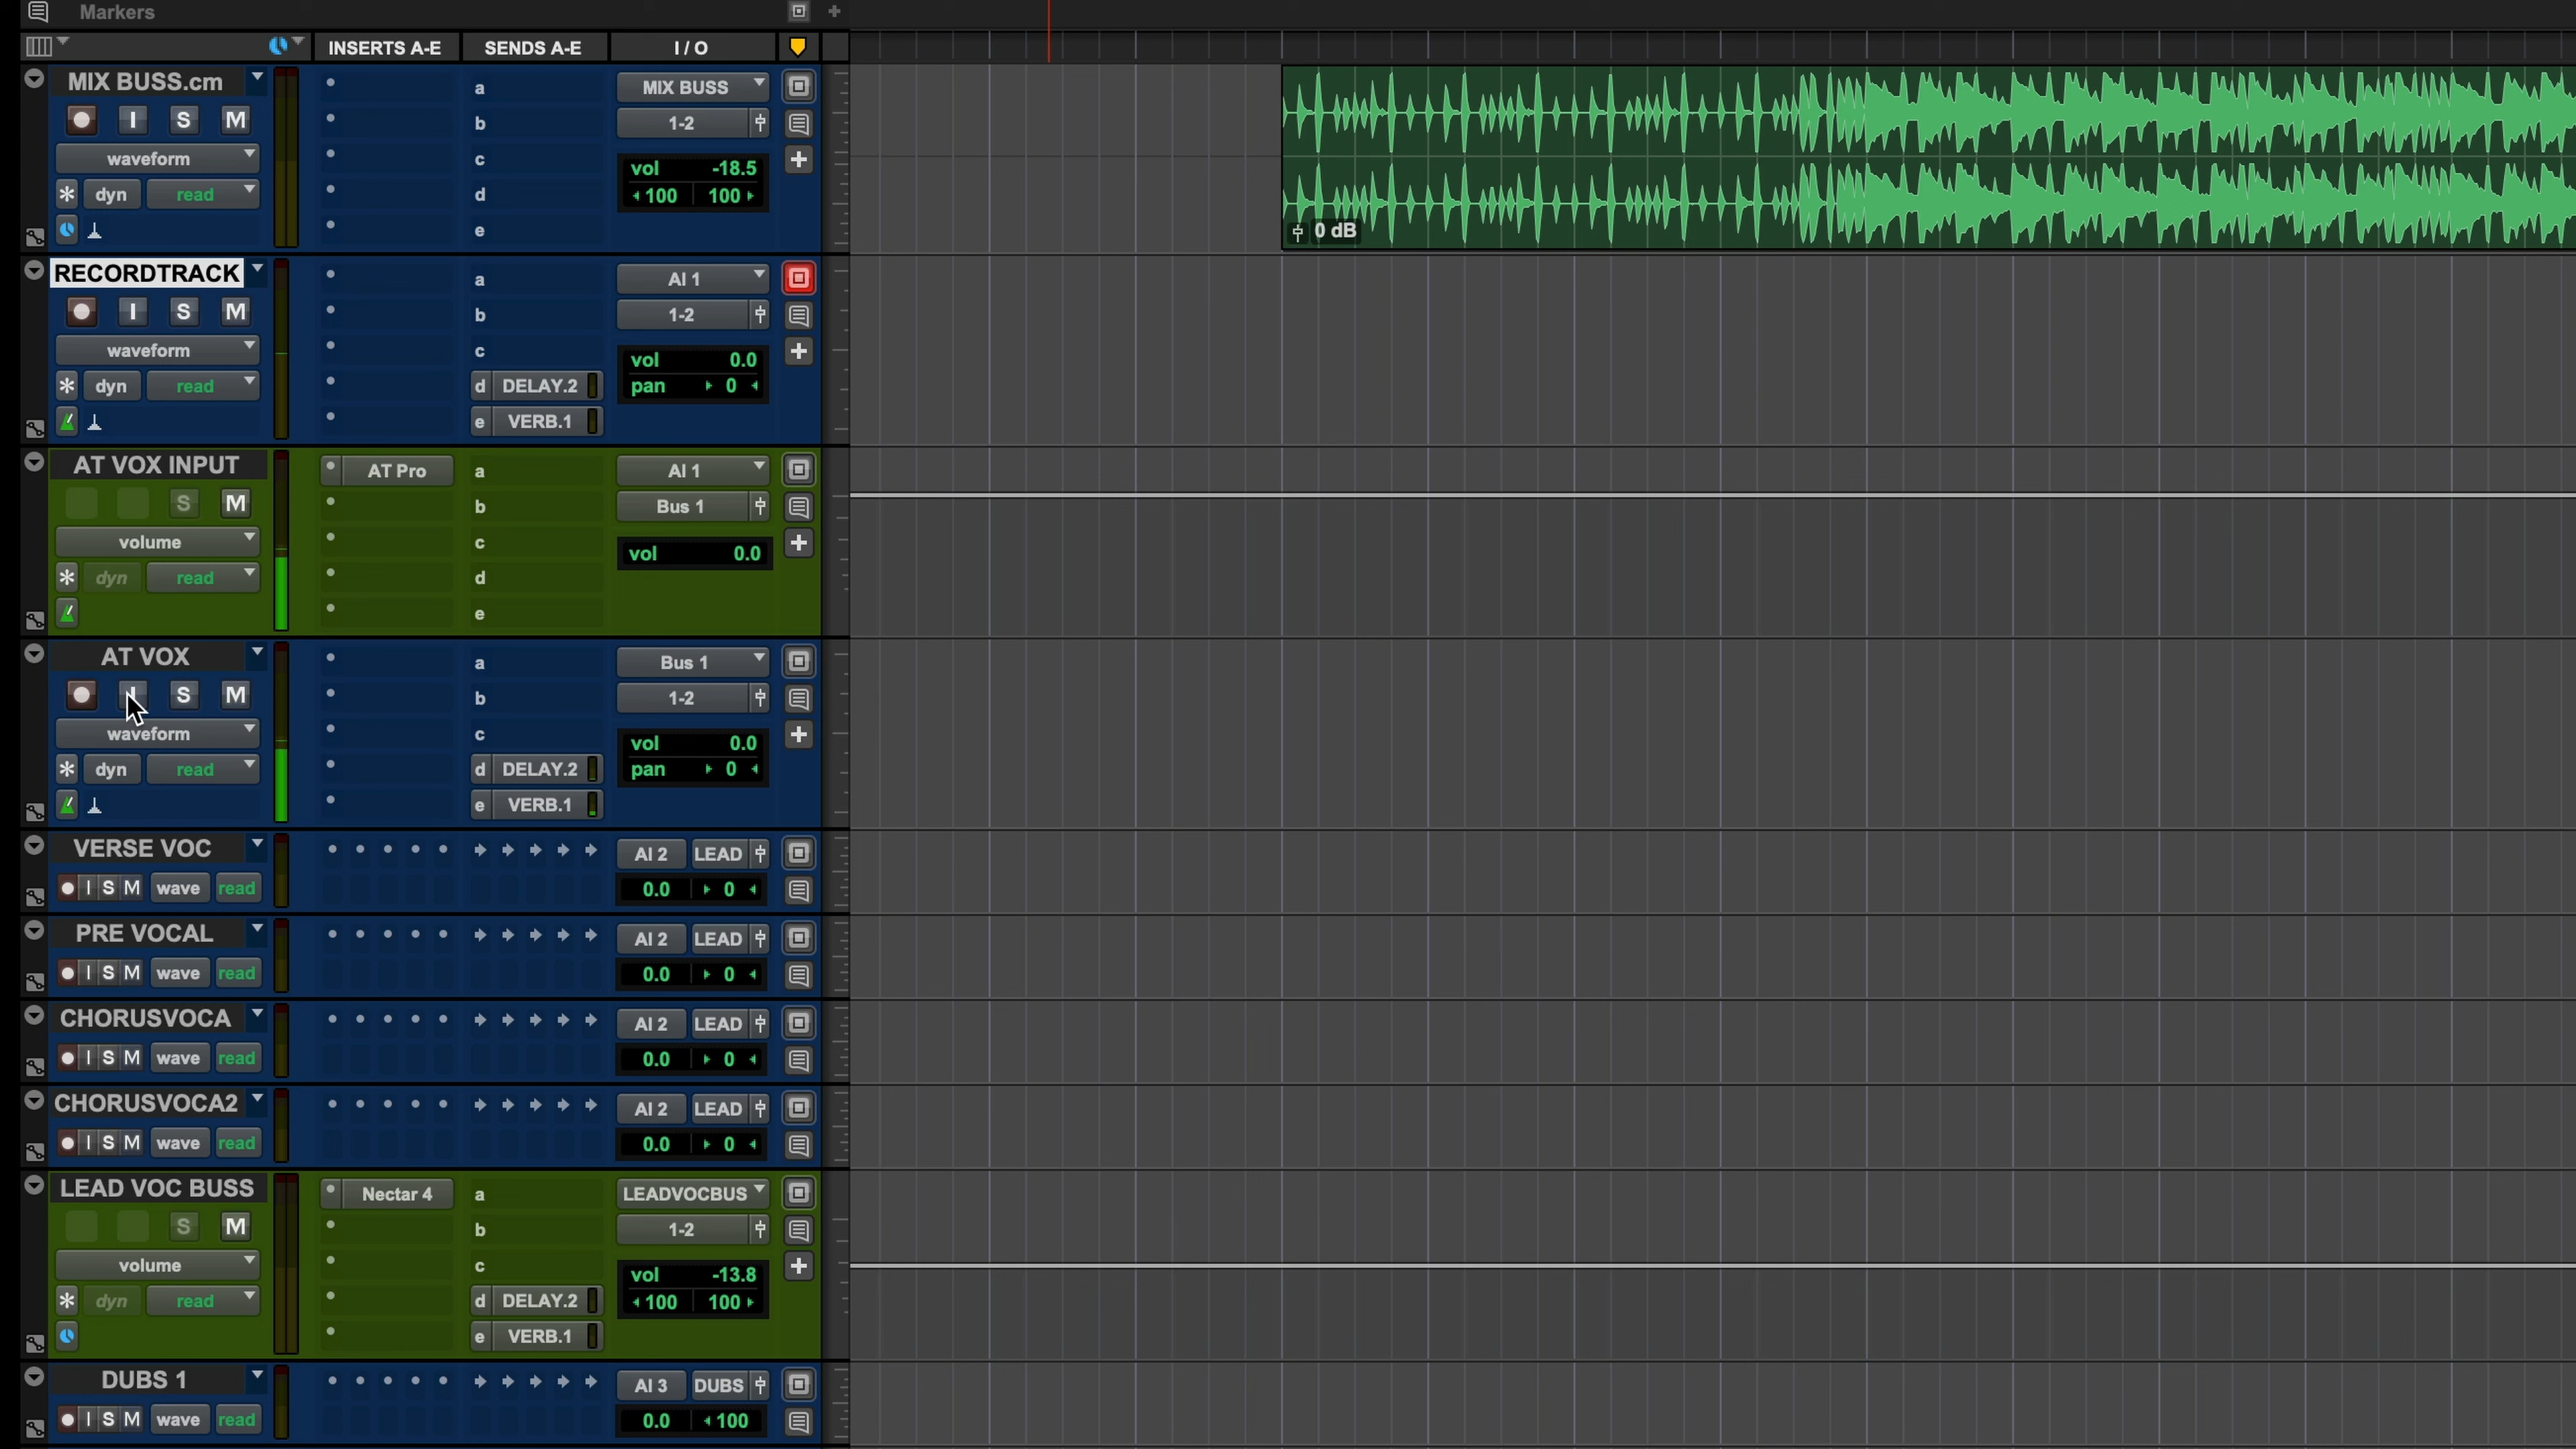 Markers
INSERTS A-E SENDS A-E I / O
MIX BUSS.cm a MIX BUSS
I S M b 1-2
waveform c vol -18.5
* dyn read d 100 100
e
0 dB
RECORDTRACK a AI 1
I S M b 1-2
waveform c vol 0.0
* dyn read d DELAY.2 pan 0
e VERB.1
AT VOX INPUT AT Pro a AI 1
S M b Bus 1
volume c vol 0.0
* dyn read d
e
AT VOX a Bus 1
I S M b 1-2
waveform c vol 0.0
* dyn read d DELAY.2 pan 0
e VERB.1
VERSE VOC AI 2 LEAD
I S M wave read 0.0 0
PRE VOCAL AI 2 LEAD
I S M wave read 0.0 0
CHORUSVOCA AI 2 LEAD
I S M wave read 0.0 0
CHORUSVOCA2 AI 2 LEAD
I S M wave read 0.0 0
LEAD VOC BUSS Nectar 4 a LEADVOCBUS
S M b 1-2
volume c vol -13.8
* dyn read d DELAY.2 100 100
e VERB.1
DUBS 1 AI 3 DUBS
I S M wave read 0.0 100